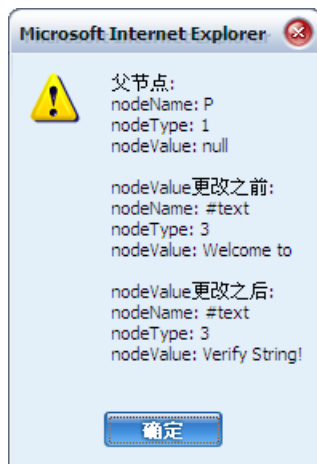 Microsoft Internet Explorer
父节点:
nodeName: P
nodeType: 1
nodeValue: null
nodeValue更改之前:
nodeName: #text
nodeType: 3
nodeValue: Welcome to
nodeValue更改之后:
nodeName: #text
nodeType: 3
nodeValue: Verify String!
确定